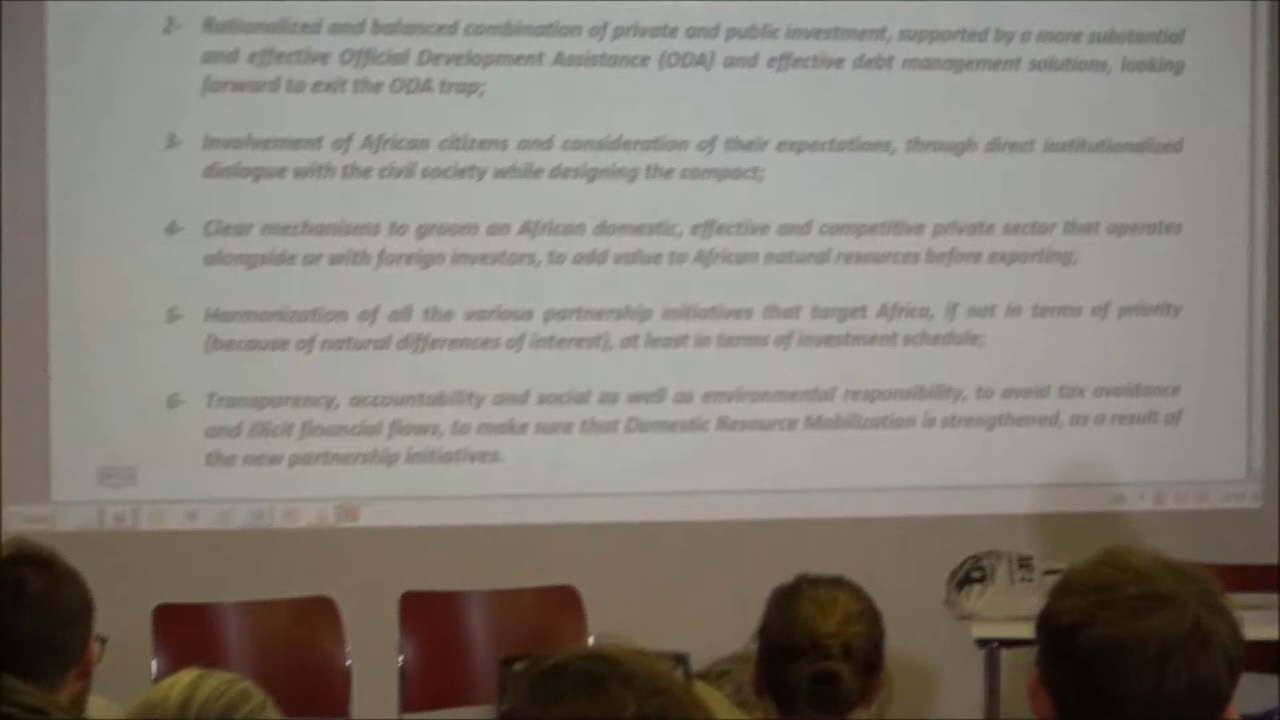 2- Rationalized and balanced combination of private and public investment, supported by a more substantial
and effective Official Development Assistance (ODA) and effective debt management solutions, looking
forward to exit the ODA trap;
3- Involvement of African citizens and consideration of their expectations, through direct institutionalized
dialogue with the civil society while designing the compact;
4- Clear mechanisms to groom an African domestic, effective and competitive private sector that operates
alongside or with foreign investors, to add value to African natural resources before exporting;
5- Harmonization of all the various partnership initiatives that target Africa, if not in terms of priority
(because of natural differences of interest), at least in terms of investment schedule;
6- Transparency, accountability and social as well as environmental responsibility, to avoid tax avoidance
and illicit financial flows, to make sure that Domestic Resource Mobilization is strengthened, as a result of
the new partnership initiatives.